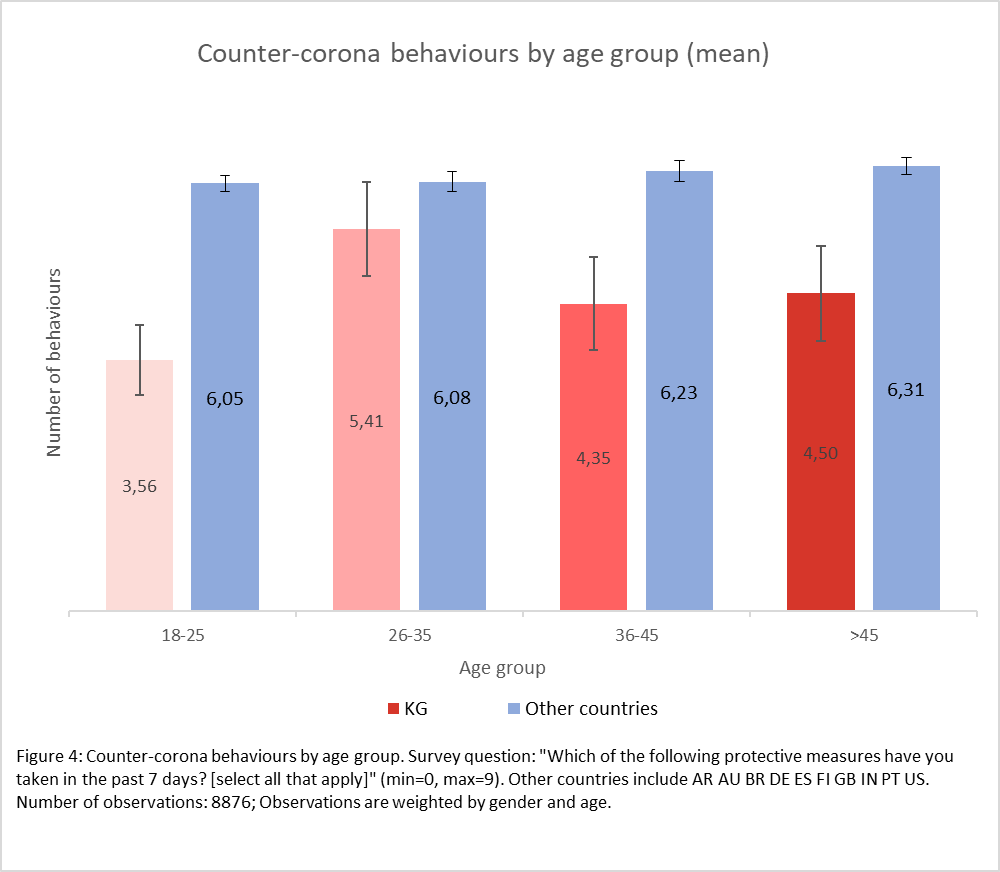 Counter-corona behaviours by age group (mean)
Number of behaviours
3,56
6,05
5,41
6,08
4,35
6,23
4,50
6,31
18-25
26-35
36-45
>45
Age group
KG
Other countries
Figure 4: Counter-corona behaviours by age group. Survey question: "Which of the following protective measures have you
taken in the past 7 days? [select all that apply]" (min=0, max=9). Other countries include AR AU BR DE ES FI GB IN PT US.
Number of observations: 8876; Observations are weighted by gender and age.